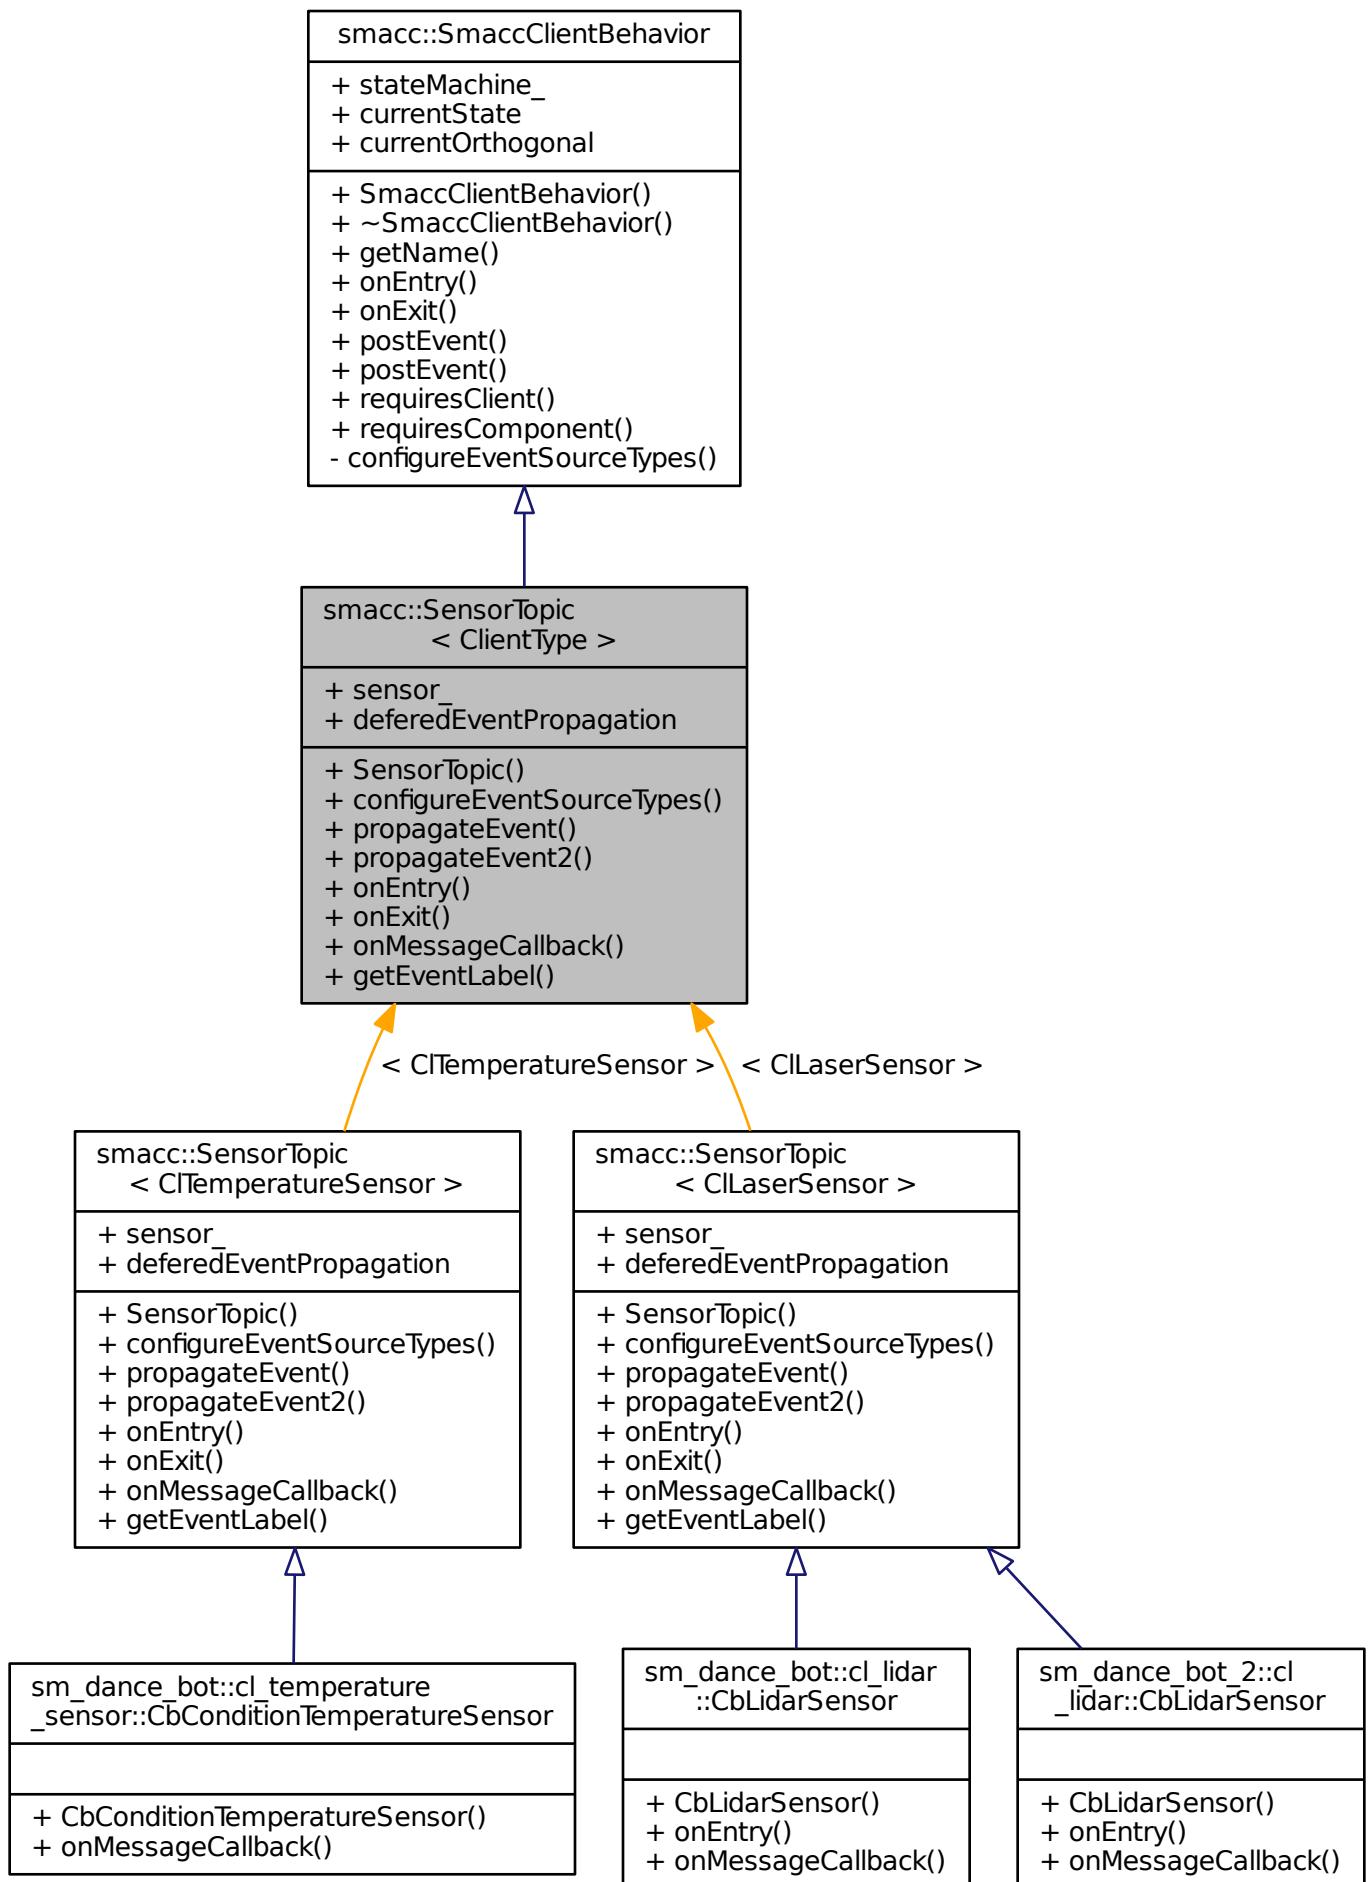 smacc::SmaccClientBehavior
+ stateMachine_
+ currentState
+ currentOrthogonal
+ SmaccClientBehavior()
+ ~SmaccClientBehavior()
+ getName()
+ onEntry()
+ onExit()
+ postEvent()
+ postEvent()
+ requiresClient()
+ requiresComponent()
- configureEventSourceTypes()
smacc::SensorTopic
< ClientType >
+ sensor_
+ deferedEventPropagation
+ SensorTopic()
+ configureEventSourceTypes()
+ propagateEvent()
+ propagateEvent2()
+ onEntry()
+ onExit()
+ onMessageCallback()
+ getEventLabel()
< ClTemperatureSensor >
< ClLaserSensor >
smacc::SensorTopic
< ClTemperatureSensor >
+ sensor_
+ deferedEventPropagation
+ SensorTopic()
+ configureEventSourceTypes()
+ propagateEvent()
+ propagateEvent2()
+ onEntry()
+ onExit()
+ onMessageCallback()
+ getEventLabel()
smacc::SensorTopic
< ClLaserSensor >
+ sensor_
+ deferedEventPropagation
+ SensorTopic()
+ configureEventSourceTypes()
+ propagateEvent()
+ propagateEvent2()
+ onEntry()
+ onExit()
+ onMessageCallback()
+ getEventLabel()
sm_dance_bot::cl_temperature
_sensor::CbConditionTemperatureSensor
+ CbConditionTemperatureSensor()
+ onMessageCallback()
sm_dance_bot::cl_lidar
::CbLidarSensor
+ CbLidarSensor()
+ onEntry()
+ onMessageCallback()
sm_dance_bot_2::cl
_lidar::CbLidarSensor
+ CbLidarSensor()
+ onEntry()
+ onMessageCallback()